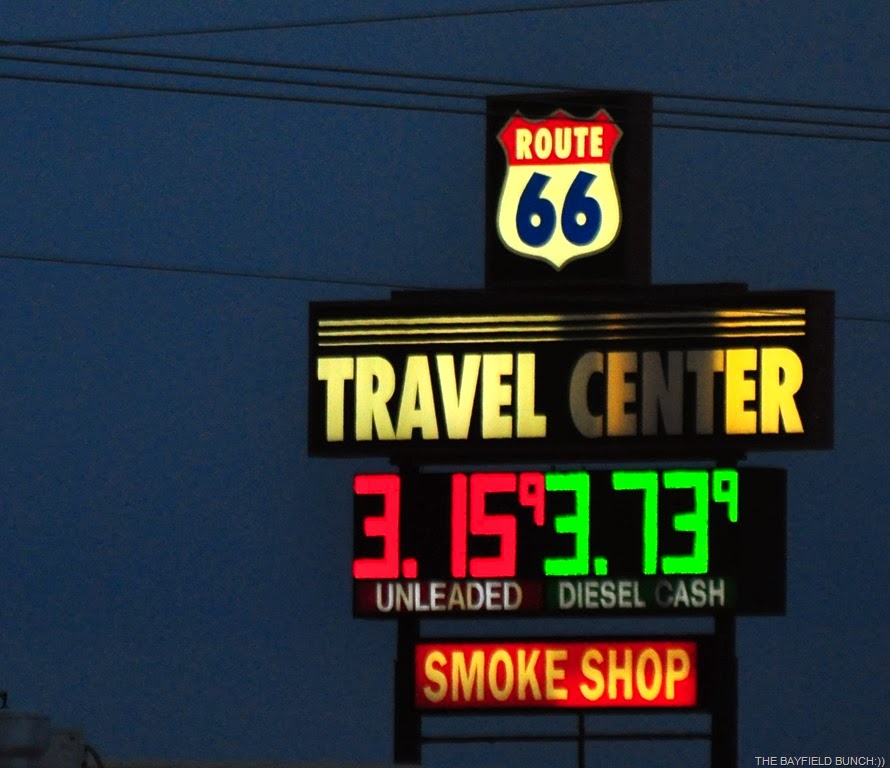 ROUTE
66
TRAVEL CENTER
3.159 3.739
UNLEADED DIESEL CASH
SMOKE SHOP
THE BAYFIELD BUNCH:))